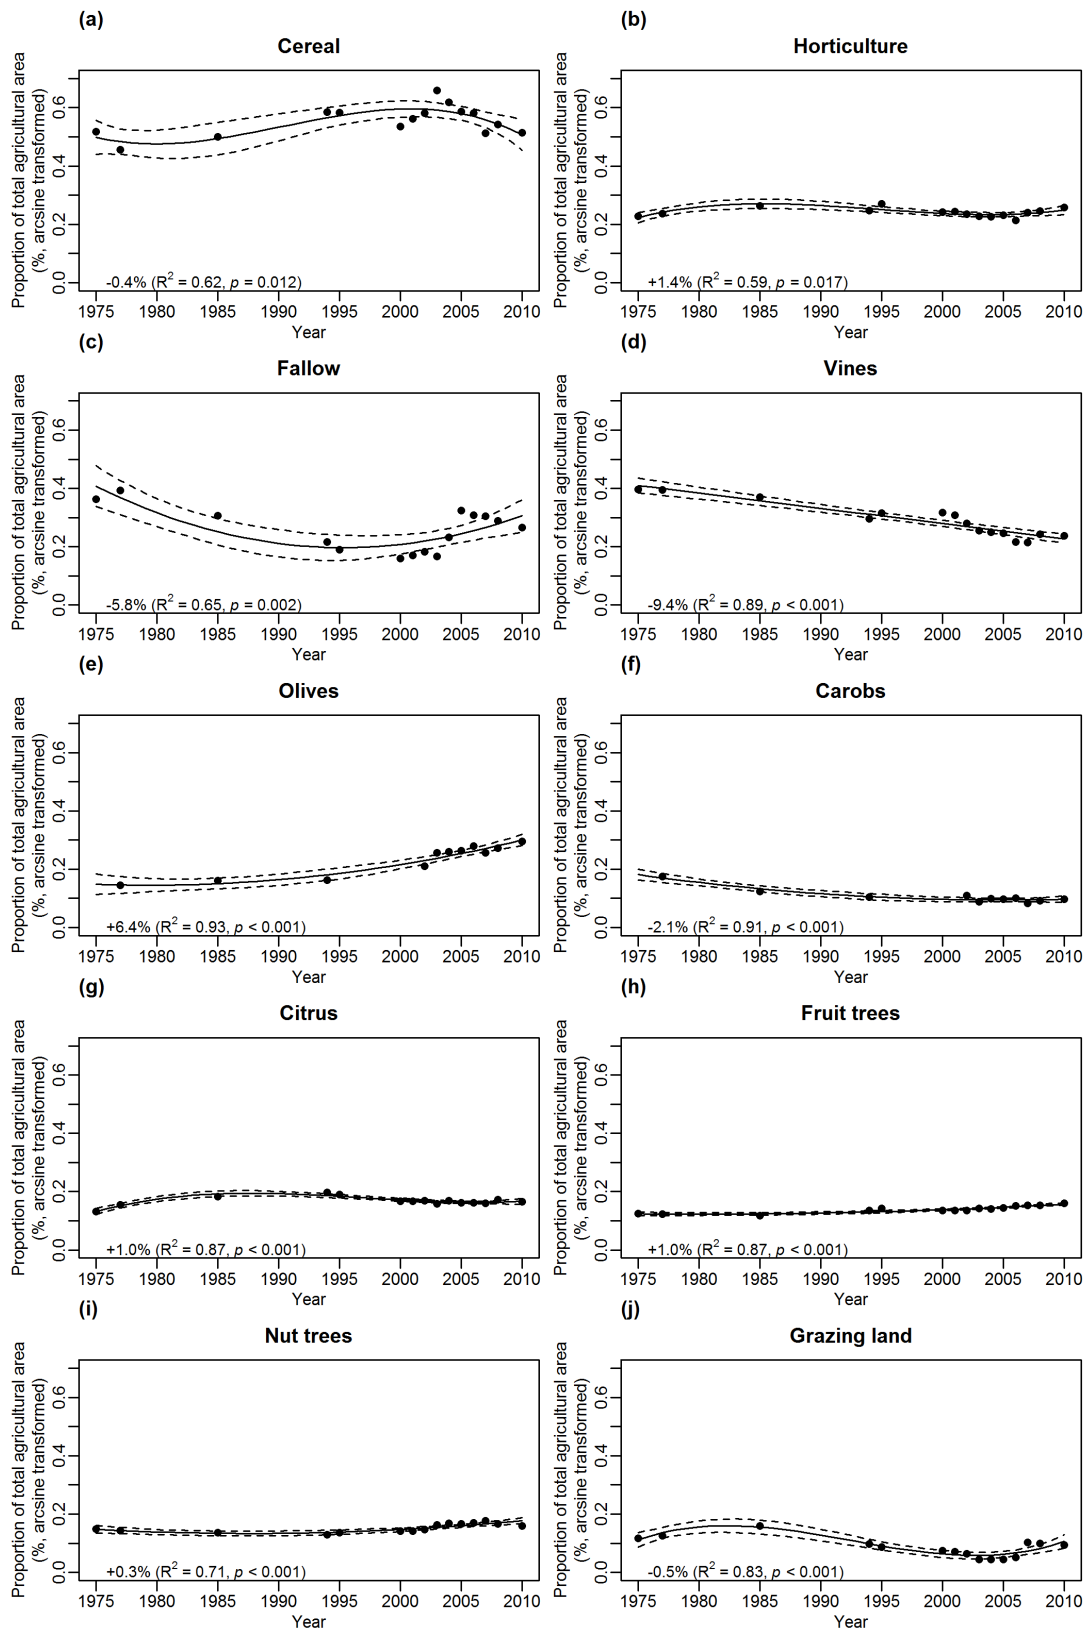 (a)
Cereal
Proportion of total agricultural area
(%, arcsine transformed)
0.6
0.4
0.2
0.0
-0.4% (R² = 0.62, p = 0.012)
1975 1980 1985 1990 1995 2000 2005 2010
Year
(b)
Horticulture
Proportion of total agricultural area
(%, arcsine transformed)
0.6
0.4
0.2
0.0
+1.4% (R² = 0.59, p = 0.017)
1975 1980 1985 1990 1995 2000 2005 2010
Year
(c)
Fallow
Proportion of total agricultural area
(%, arcsine transformed)
0.6
0.4
0.2
0.0
-5.8% (R² = 0.65, p = 0.002)
1975 1980 1985 1990 1995 2000 2005 2010
Year
(d)
Vines
Proportion of total agricultural area
(%, arcsine transformed)
0.6
0.4
0.2
0.0
-9.4% (R² = 0.89, p < 0.001)
1975 1980 1985 1990 1995 2000 2005 2010
Year
(e)
Olives
Proportion of total agricultural area
(%, arcsine transformed)
0.6
0.4
0.2
0.0
+6.4% (R² = 0.93, p < 0.001)
1975 1980 1985 1990 1995 2000 2005 2010
Year
(f)
Carobs
Proportion of total agricultural area
(%, arcsine transformed)
0.6
0.4
0.2
0.0
-2.1% (R² = 0.91, p < 0.001)
1975 1980 1985 1990 1995 2000 2005 2010
Year
(g)
Citrus
Proportion of total agricultural area
(%, arcsine transformed)
0.6
0.4
0.2
0.0
+1.0% (R² = 0.87, p < 0.001)
1975 1980 1985 1990 1995 2000 2005 2010
Year
(h)
Fruit trees
Proportion of total agricultural area
(%, arcsine transformed)
0.6
0.4
0.2
0.0
+1.0% (R² = 0.87, p < 0.001)
1975 1980 1985 1990 1995 2000 2005 2010
Year
(i)
Nut trees
Proportion of total agricultural area
(%, arcsine transformed)
0.6
0.4
0.2
0.0
+0.3% (R² = 0.71, p < 0.001)
1975 1980 1985 1990 1995 2000 2005 2010
Year
(j)
Grazing land
Proportion of total agricultural area
(%, arcsine transformed)
0.6
0.4
0.2
0.0
-0.5% (R² = 0.83, p < 0.001)
1975 1980 1985 1990 1995 2000 2005 2010
Year